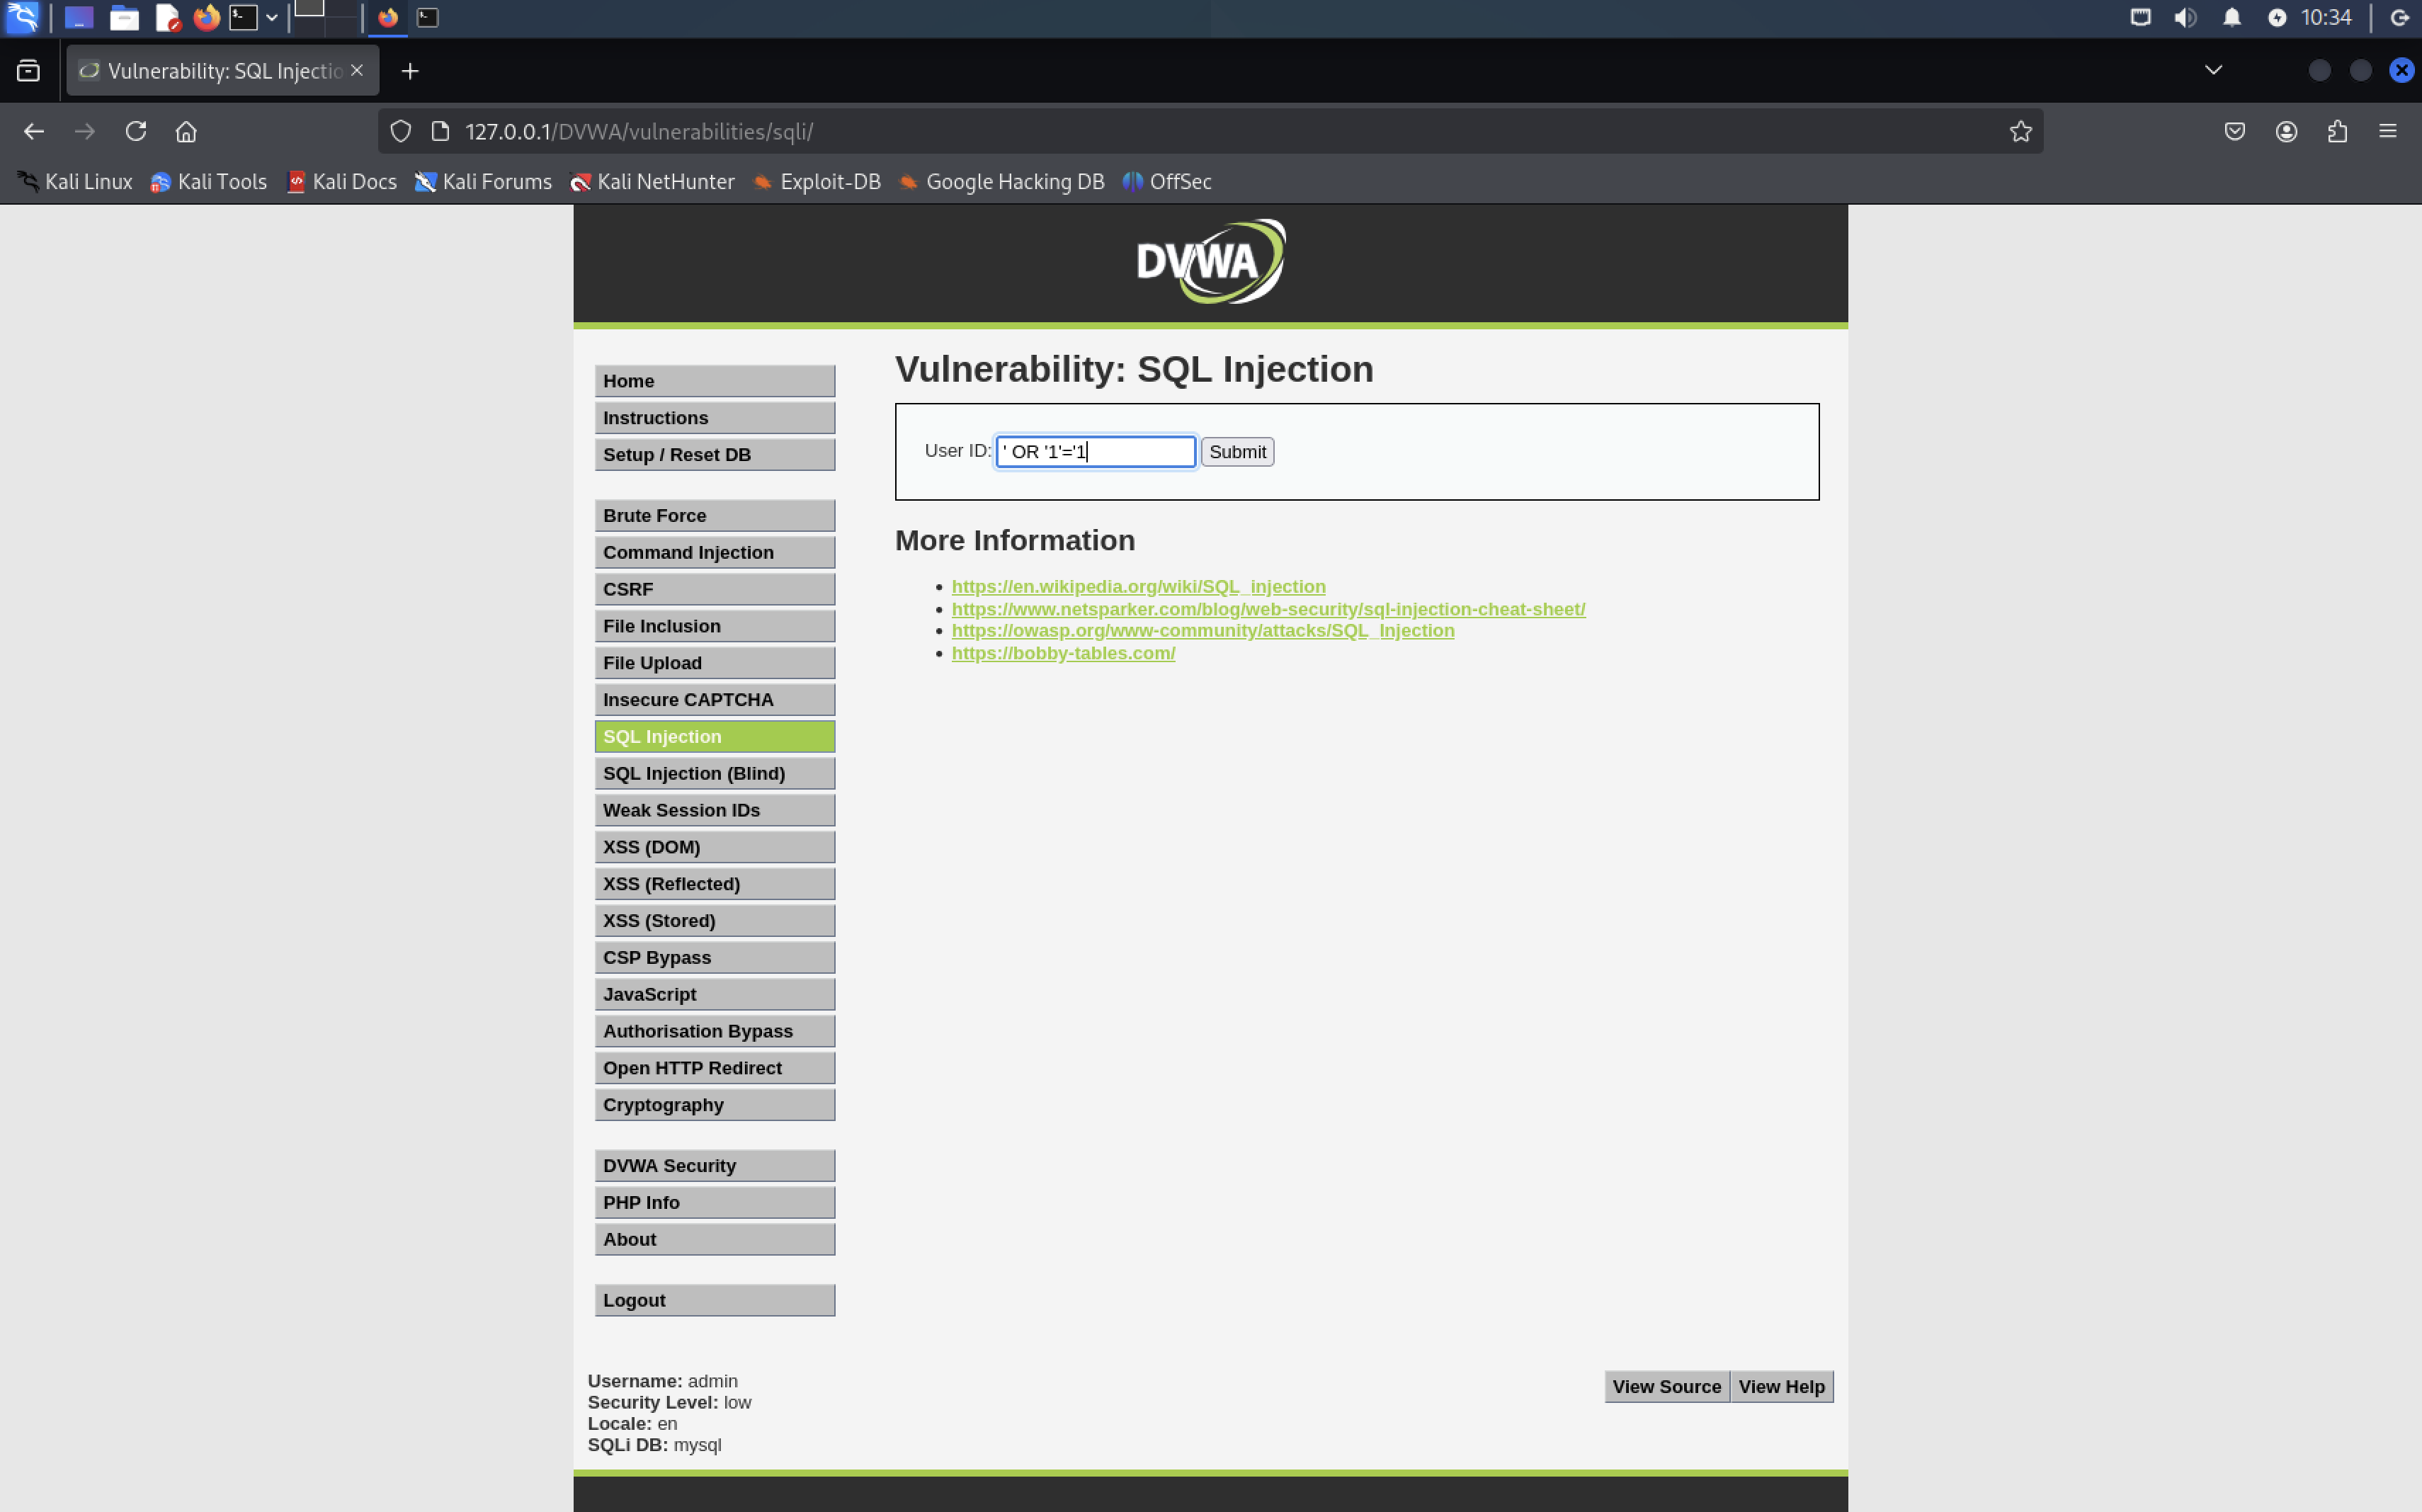 10:34
Vulnerability: SQL Injectio
127.0.0.1/DVWA/vulnerabilities/sqli/
Kali Linux Kali Tools Kali Docs Kali Forums Kali NetHunter Exploit-DB Google Hacking DB OffSec
DVWA
Home
Instructions
Setup / Reset DB
Brute Force
Command Injection
CSRF
File Inclusion
File Upload
Insecure CAPTCHA
SQL Injection
SQL Injection (Blind)
Weak Session IDs
XSS (DOM)
XSS (Reflected)
XSS (Stored)
CSP Bypass
JavaScript
Authorisation Bypass
Open HTTP Redirect
Cryptography
DVWA Security
PHP Info
About
Logout
Vulnerability: SQL Injection
User ID: ' OR '1'='1 Submit
More Information
https://en.wikipedia.org/wiki/SQL_injection
https://www.netsparker.com/blog/web-security/sql-injection-cheat-sheet/
https://owasp.org/www-community/attacks/SQL_Injection
https://bobby-tables.com/
Username: admin
Security Level: low
Locale: en
SQLi DB: mysql
View Source View Help